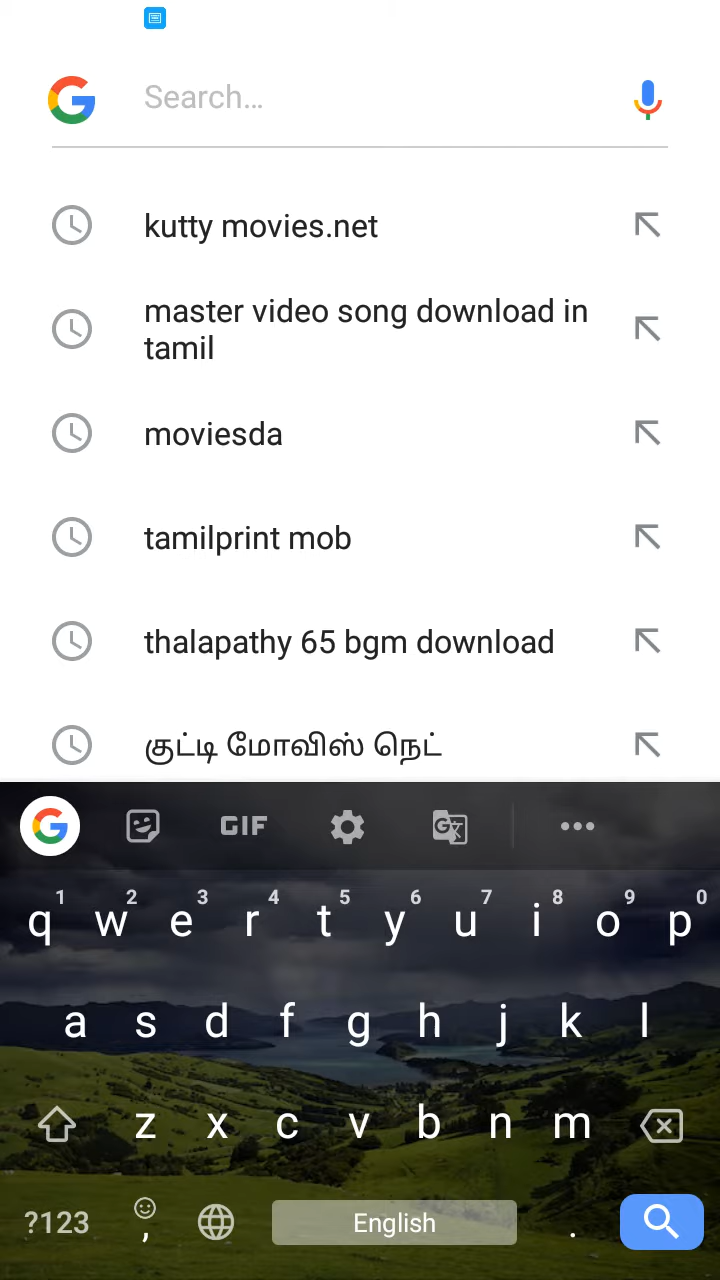 Search…
kutty movies.net
master video song download in
tamil
moviesda
tamilprint mob
thalapathy 65 bgm download
குட்டி மோவிஸ் நெட்
GIF
1 2 3 4 5 6 7 8 9 0
q w e r t y u i o p
a s d f g h j k l
z x c v b n m
?123 , English .